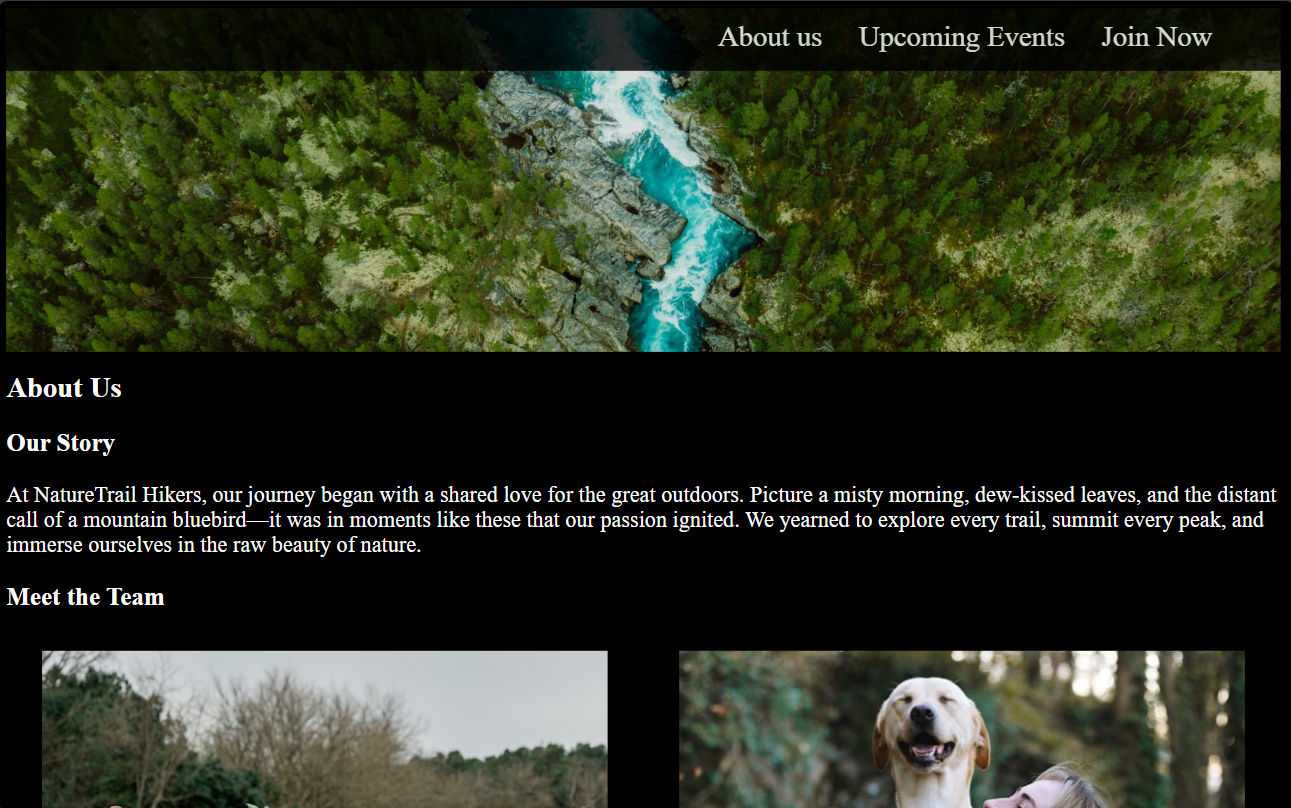 About us Upcoming Events Join Now
About Us
Our Story
At NatureTrail Hikers, our journey began with a shared love for the great outdoors. Picture a misty morning, dew-kissed leaves, and the distant
call of a mountain bluebird—it was in moments like these that our passion ignited. We yearned to explore every trail, summit every peak, and
immerse ourselves in the raw beauty of nature.
Meet the Team